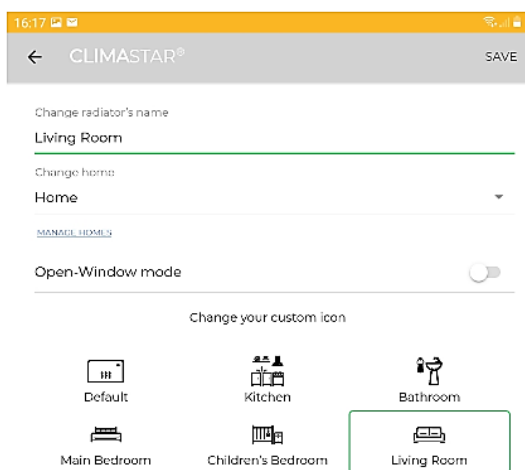 16:17
CLIMASTAR® SAVE
Change radiator's name
Living Room
Change home
Home
MANAGE HOMES
Open-Window mode
Change your custom icon
Default Kitchen Bathroom
Main Bedroom Children's Bedroom Living Room